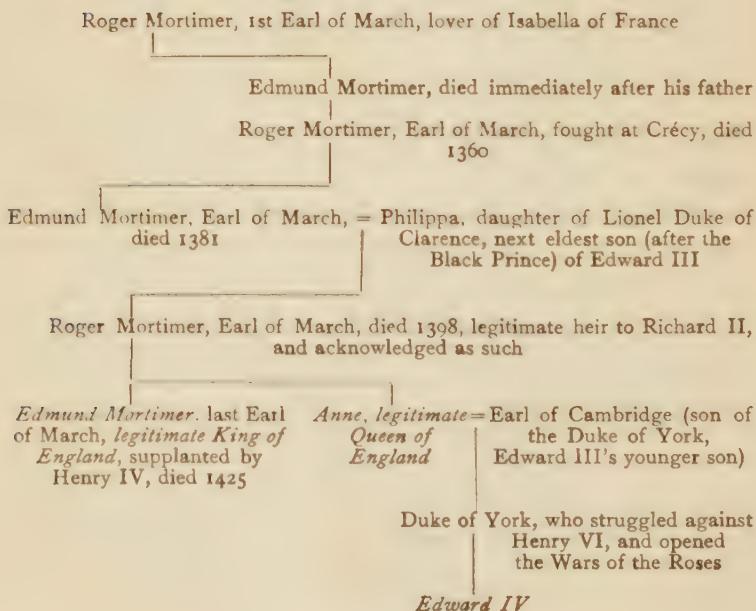 Roger Mortimer, 1st Earl of March, lover of Isabella of France
Edmund Mortimer, died immediately after his father
Roger Mortimer, Earl of March, fought at Crécy, died
1360
Edmund Mortimer, Earl of March, = Philippa, daughter of Lionel Duke of
died 1381
Clarence, next eldest son (after the
Black Prince) of Edward III
Roger Mortimer, Earl of March, died 1398, legitimate heir to Richard II,
and acknowledged as such
Edmund Mortimer. last Earl
of March, legitimate King of
England, supplanted by
Henry IV, died 1425
Anne, legitimate =
Queen of
England
Earl of Cambridge (son of
the Duke of York,
Edward III's younger son)
Duke of York, who struggled against
Henry VI, and opened
the Wars of the Roses
Edward IV